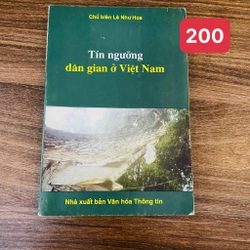 Chủ biên Lê Như Hoa
200
Tín ngưỡng
dân gian ở Việt Nam
Nhà xuất bản Văn hóa Thông tin